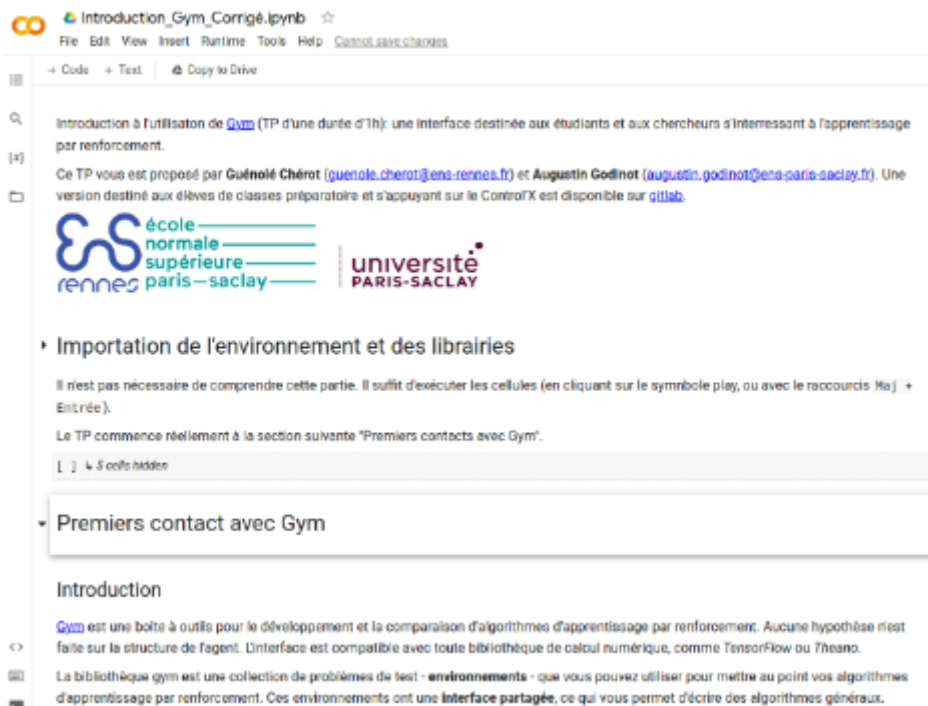 Introduction_Gym_Corrigé.ipynb
File Edit View Insert Runtime Tools Help Cannot save changes
+ Code + Text Copy to Drive
Introduction à l'utilisaton de Gym (TP d'une durée d'1h): une interface destinée aux étudiants et aux chercheurs s'interressant à l'apprentissage
par renforcement.
Ce TP vous est proposé par Guénolé Chérot (guenole.cherot@ens-rennes.fr) et Augustin Godinot (augustin.godinot@ens-paris-saclay.fr). Une
version destiné aux élèves de classes préparatoire et s'appuyant sur le Control'X est disponible sur gitlab.
ens rennes
école
normale
supérieure
paris—saclay
université
PARIS-SACLAY
Importation de l'environnement et des librairies
Il n'est pas nécessaire de comprendre cette partie. Il suffit d'exécuter les cellules (en cliquant sur le symnbole play, ou avec le raccourcis Maj +
Entrée).
Le TP commence réellement à la section suivante "Premiers contacts avec Gym".
[ ] ↳ 5 cells hidden
Premiers contact avec Gym
Introduction
Gym est une boîte à outils pour le développement et la comparaison d'algorithmes d'apprentissage par renforcement. Aucune hypothèse n'est
faite sur la structure de l'agent. L'interface est compatible avec toute bibliothèque de calcul numérique, comme TensorFlow ou Theano.
La bibliothèque gym est une collection de problèmes de test - environnements - que vous pouvez utiliser pour mettre au point vos algorithmes
d'apprentissage par renforcement. Ces environnements ont une interface partagée, ce qui vous permet d'écrire des algorithmes généraux.